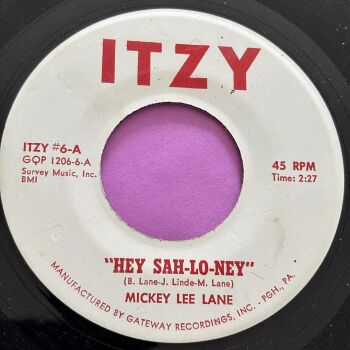 ITZY
ITZY #6-A
GQP 1206-6-A
Survey Music, Inc.
BMI
45 RPM
Time: 2:27
"HEY SAH-LO-NEY"
(B. Lane-J. Linde-M. Lane)
MICKEY LEE LANE
MANUFACTURED BY GATEWAY RECORDINGS, INC. - PGH., PA.